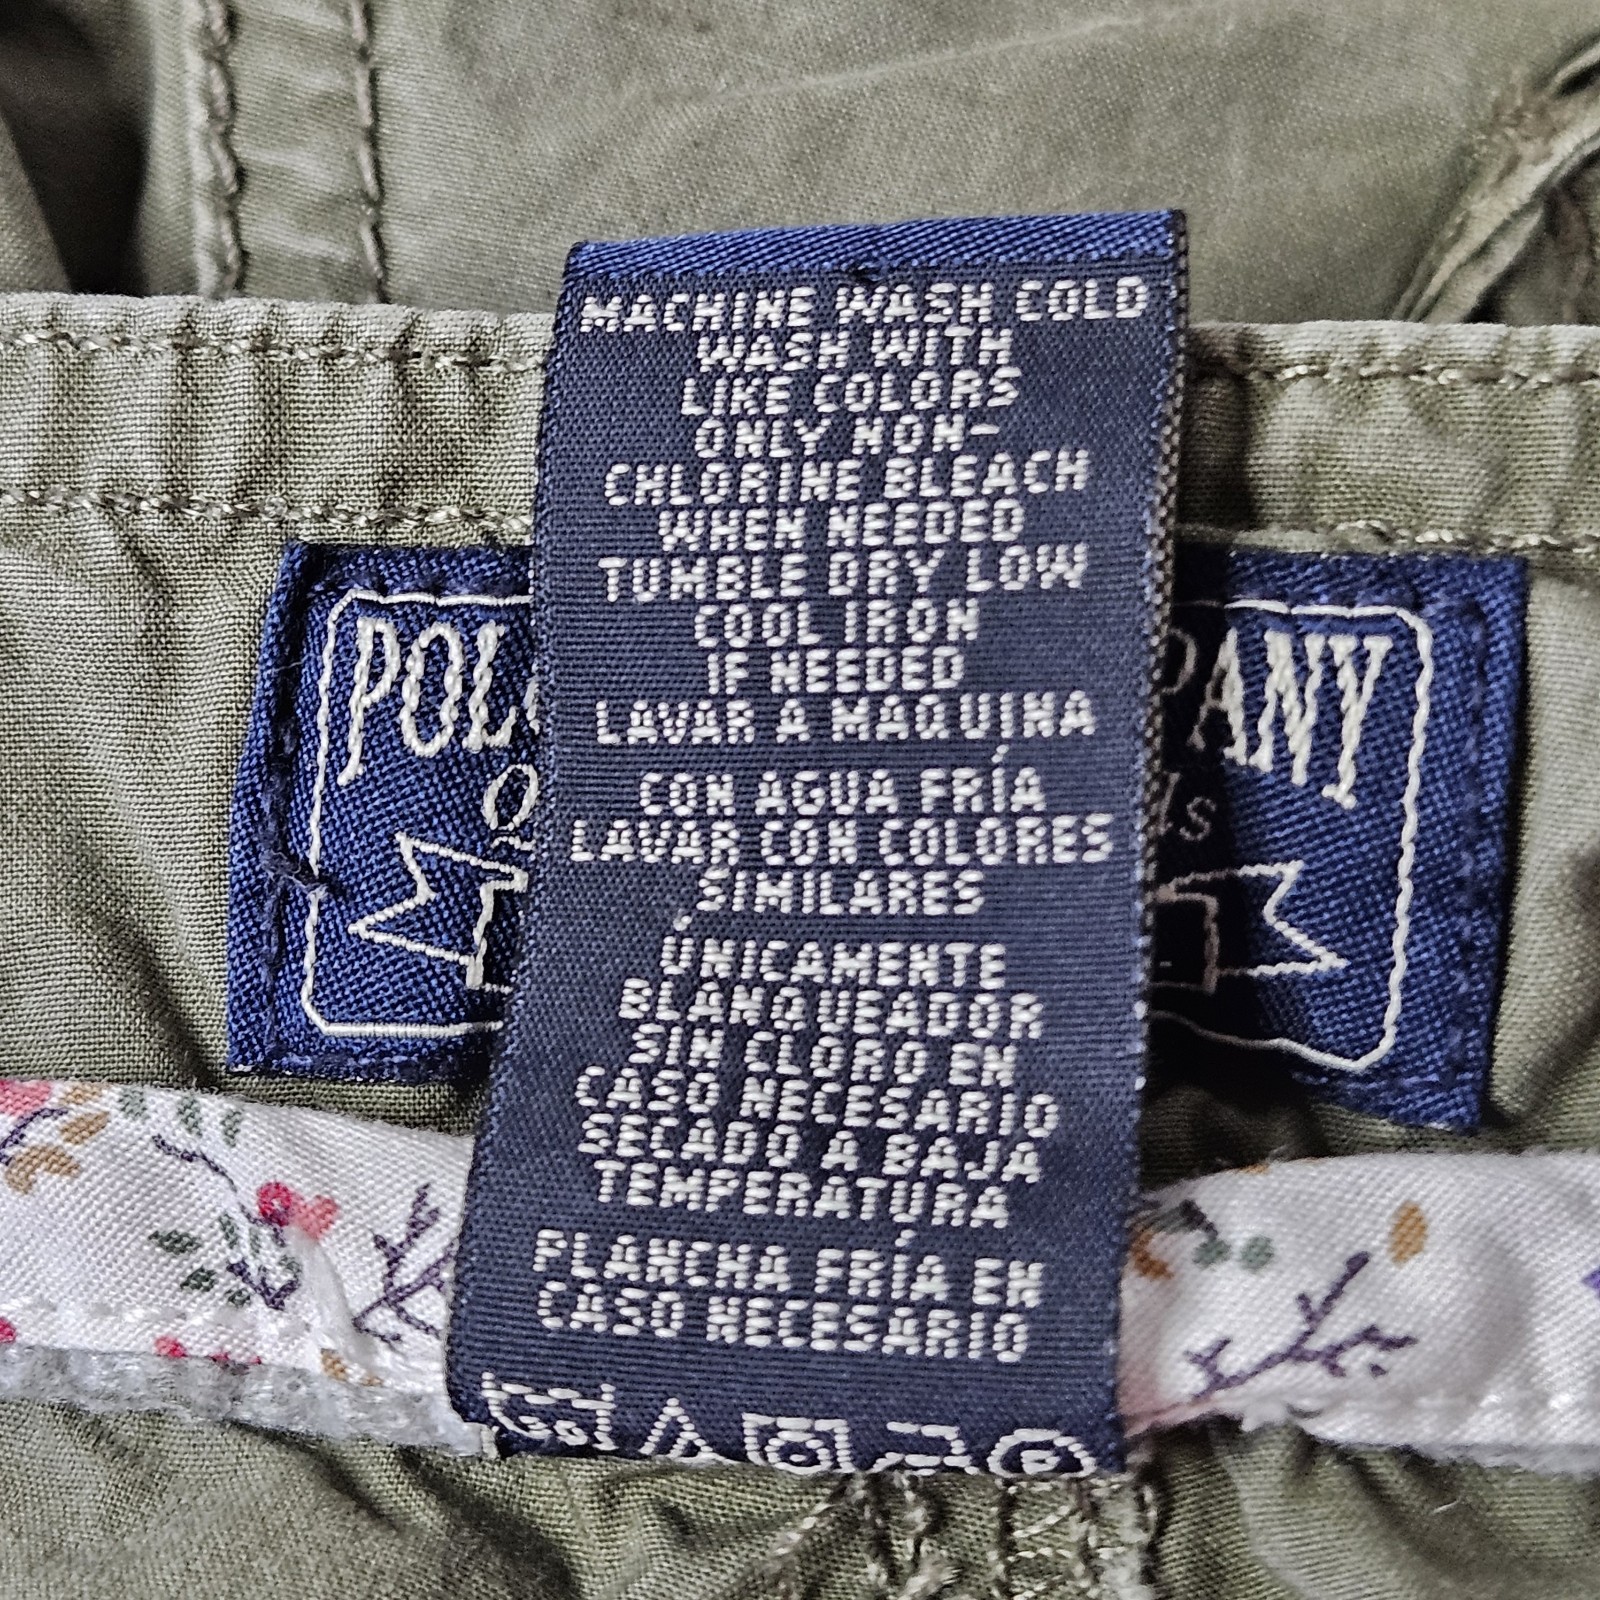 MACHINE WASH COLD
WASH WITH
LIKE COLORS
ONLY NON-
CHLORINE BLEACH
WHEN NEEDED
TUMBLE DRY LOW
COOL IRON
IF NEEDED
LAVAR A MAQUINA
CON AGUA FRÍA
LAVAR CON COLORES
SIMILARES
ÚNICAMENTE
BLANQUEADOR
SIN CLORO EN
CASO NECESARIO
SECADO A BAJA
TEMPERATURA
PLANCHA FRÍA EN
CASO NECESARIO